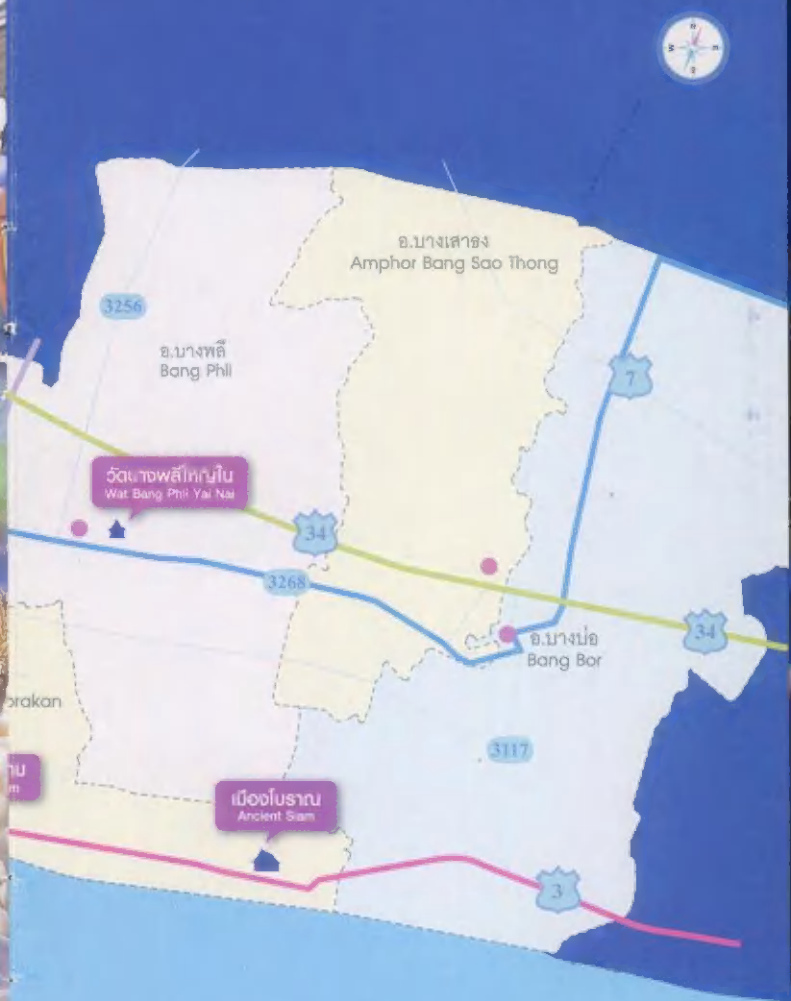 อ.บางเสาธง
Amphor Bang Sao Thong
3256
อ.บางพลี
Bang Phli
7
วัดบางพลีใหญ่ใน
Wat Bang Phli Yai Nai
34
3268
34
อ.บางบ่อ
Bang Bor
orakan
3117
เมืองโบราณ
Ancient Siam
3